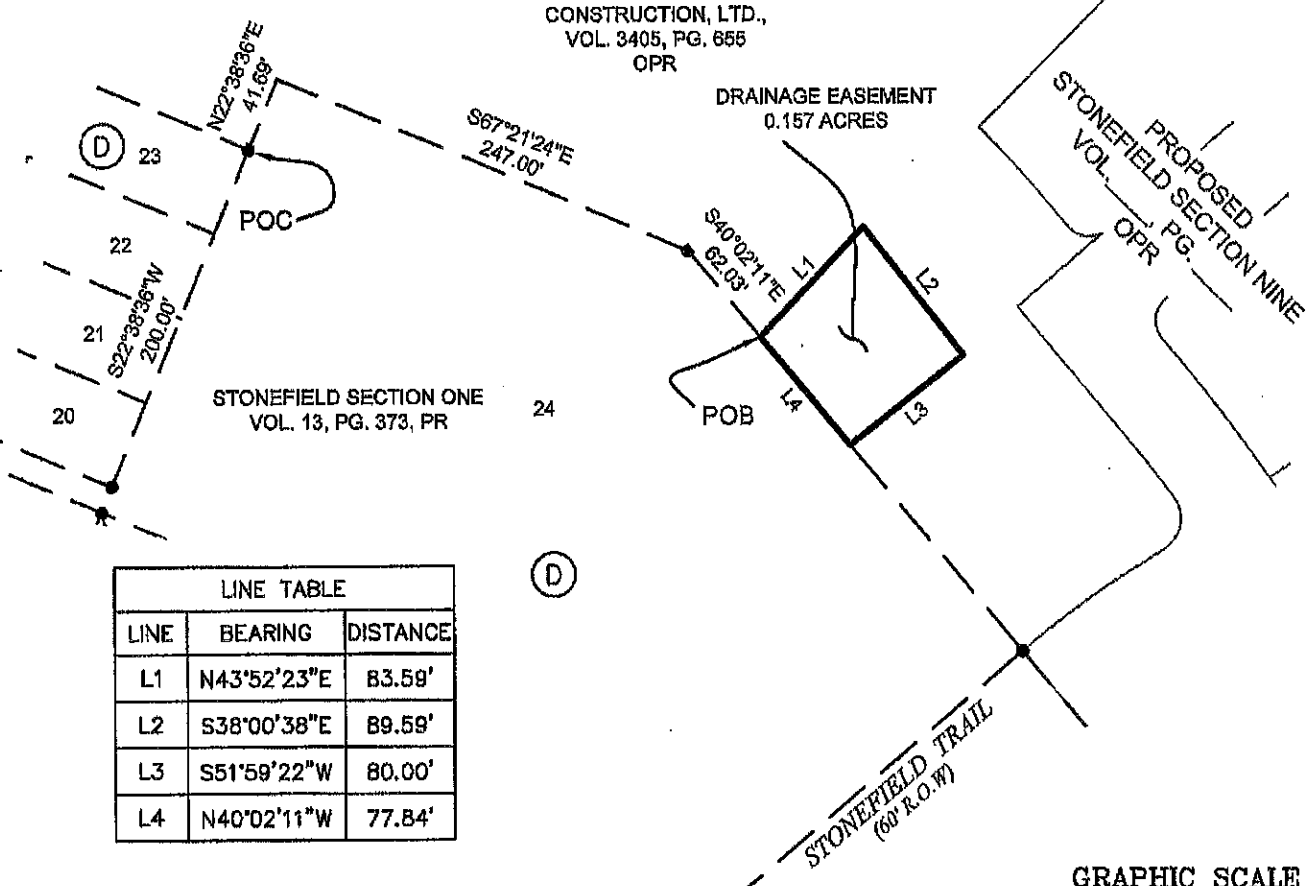 CONSTRUCTION, LTD.,
VOL. 3405, PG. 655
OPR
N22°38'36"E
41.69'
DRAINAGE EASEMENT
0.157 ACRES
S67°21'24"E
247.00'
PROPOSED
STONEFIELD SECTION NINE
VOL.____, PG.____
OPR
D
23
POC
22
S40°02'11"E
62.03'
L1
L2
S22°38'36"W
200.00'
21
STONEFIELD SECTION ONE
VOL. 13, PG. 373, PR
24
20
L4
POB
L3
D
LINE TABLE
LINE BEARING DISTANCE
L1 N43°52'23"E 83.59'
L2 S38°00'38"E 89.59'
L3 S51°59'22"W 80.00'
L4 N40°02'11"W 77.84'
STONEFIELD TRAIL
(60' R.O.W)
GRAPHIC SCALE